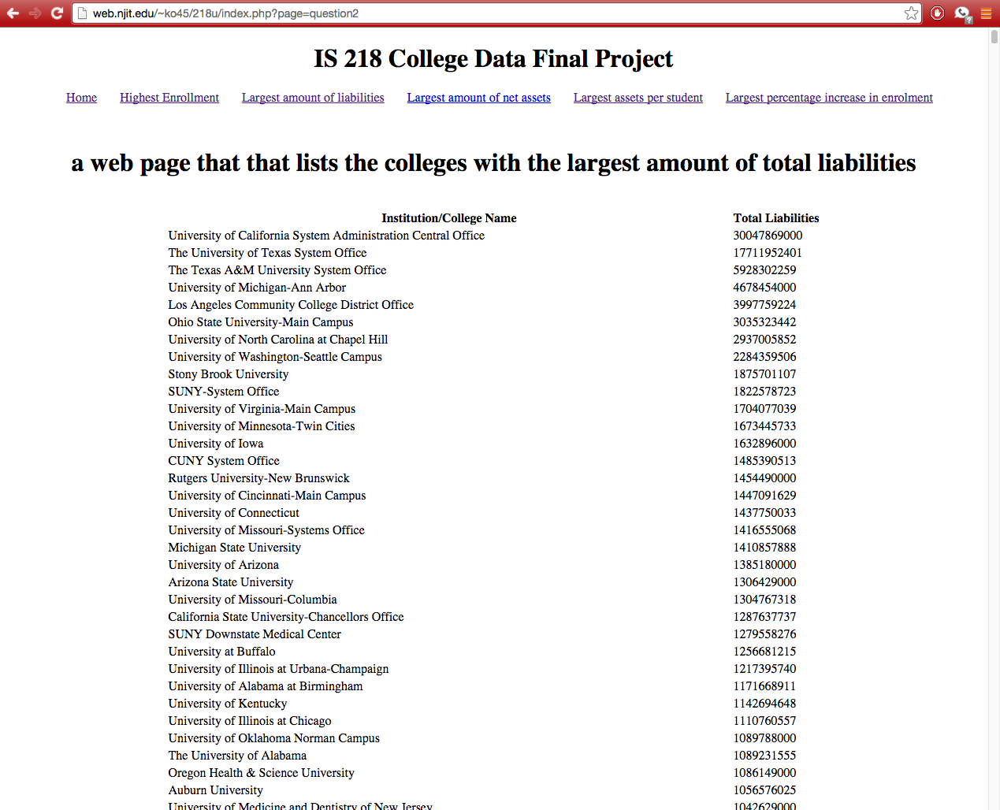 web.njit.edu/~ko45/218u/index.php?page=question2
IS 218 College Data Final Project
Home Highest Enrollment Largest amount of liabilities Largest amount of net assets Largest assets per student Largest percentage increase in enrolment
a web page that that lists the colleges with the largest amount of total liabilities
Institution/College Name Total Liabilities
University of California System Administration Central Office 30047869000
The University of Texas System Office 17711952401
The Texas A&M University System Office 5928302259
University of Michigan-Ann Arbor 4678454000
Los Angeles Community College District Office 3997759224
Ohio State University-Main Campus 3035323442
University of North Carolina at Chapel Hill 2937005852
University of Washington-Seattle Campus 2284359506
Stony Brook University 1875701107
SUNY-System Office 1822578723
University of Virginia-Main Campus 1704077039
University of Minnesota-Twin Cities 1673445733
University of Iowa 1632896000
CUNY System Office 1485390513
Rutgers University-New Brunswick 1454490000
University of Cincinnati-Main Campus 1447091629
University of Connecticut 1437750033
University of Missouri-Systems Office 1416555068
Michigan State University 1410857888
University of Arizona 1385180000
Arizona State University 1306429000
University of Missouri-Columbia 1304767318
California State University-Chancellors Office 1287637737
SUNY Downstate Medical Center 1279558276
University at Buffalo 1256681215
University of Illinois at Urbana-Champaign 1217395740
University of Alabama at Birmingham 1171668911
University of Kentucky 1142694648
University of Illinois at Chicago 1110760557
University of Oklahoma Norman Campus 1089788000
The University of Alabama 1089231555
Oregon Health & Science University 1086149000
Auburn University 1056576025
University of Medicine and Dentistry of New Jersey 1042629000